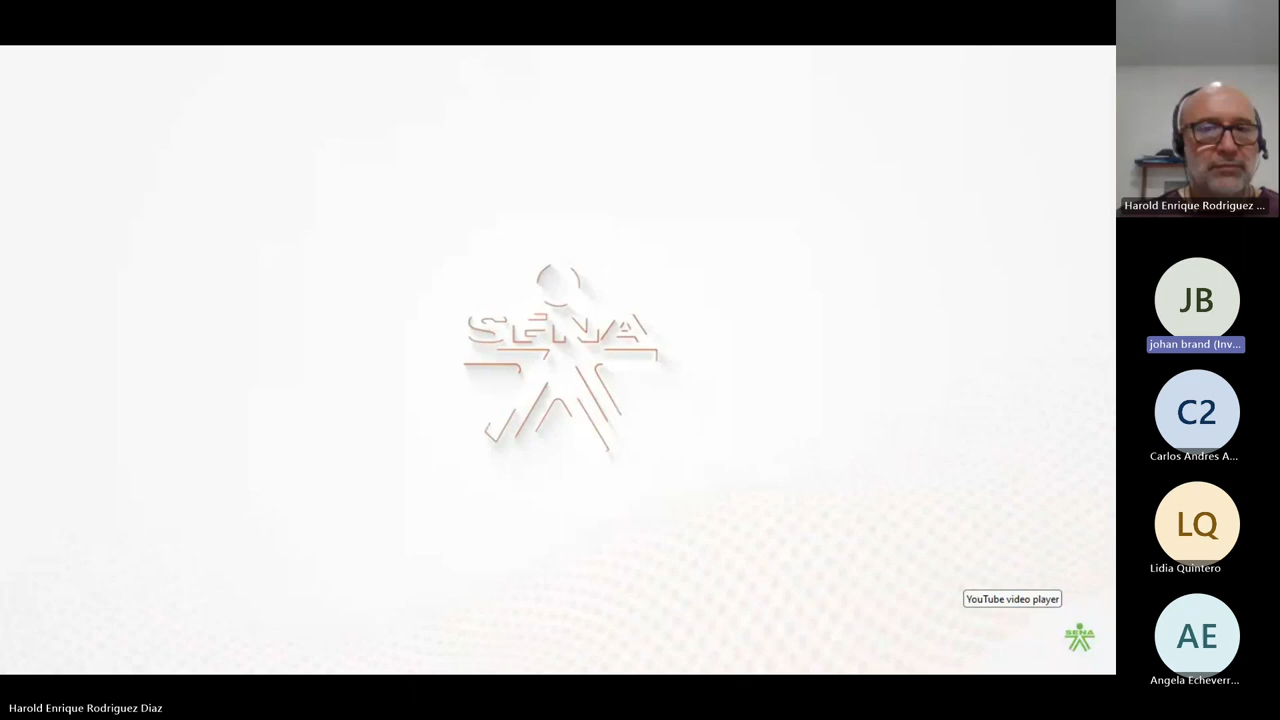 Harold Enrique Rodriguez ...
JB
johan brand (Inv...
SENA
C2
Carlos Andres A...
LQ
Lidia Quintero
YouTube video player
SENA
AE
Angela Echeverr...
Harold Enrique Rodriguez Diaz